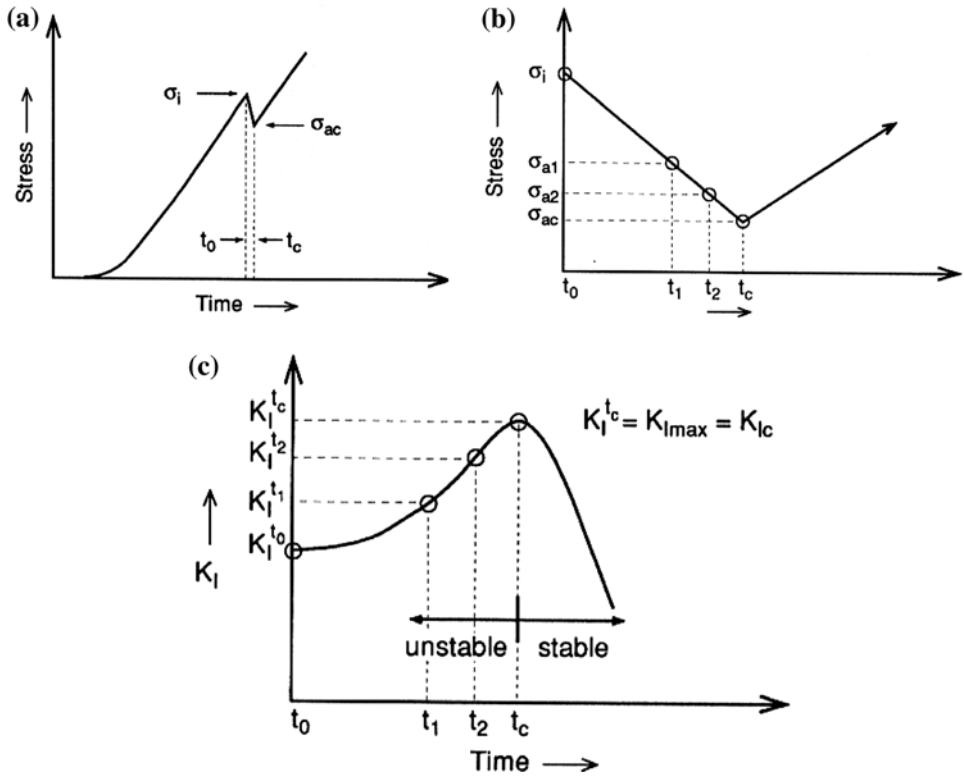 (a)
Stress
σi
σac
t0
tc
Time
(b)
Stress
σi
σa1
σa2
σac
t0
t1
t2
tc
(c)
KI^tc
KI^t2
KI^t1
KI^t0
KI
KI^tc = KImax = KIc
unstable
stable
t0
t1
t2
tc
Time